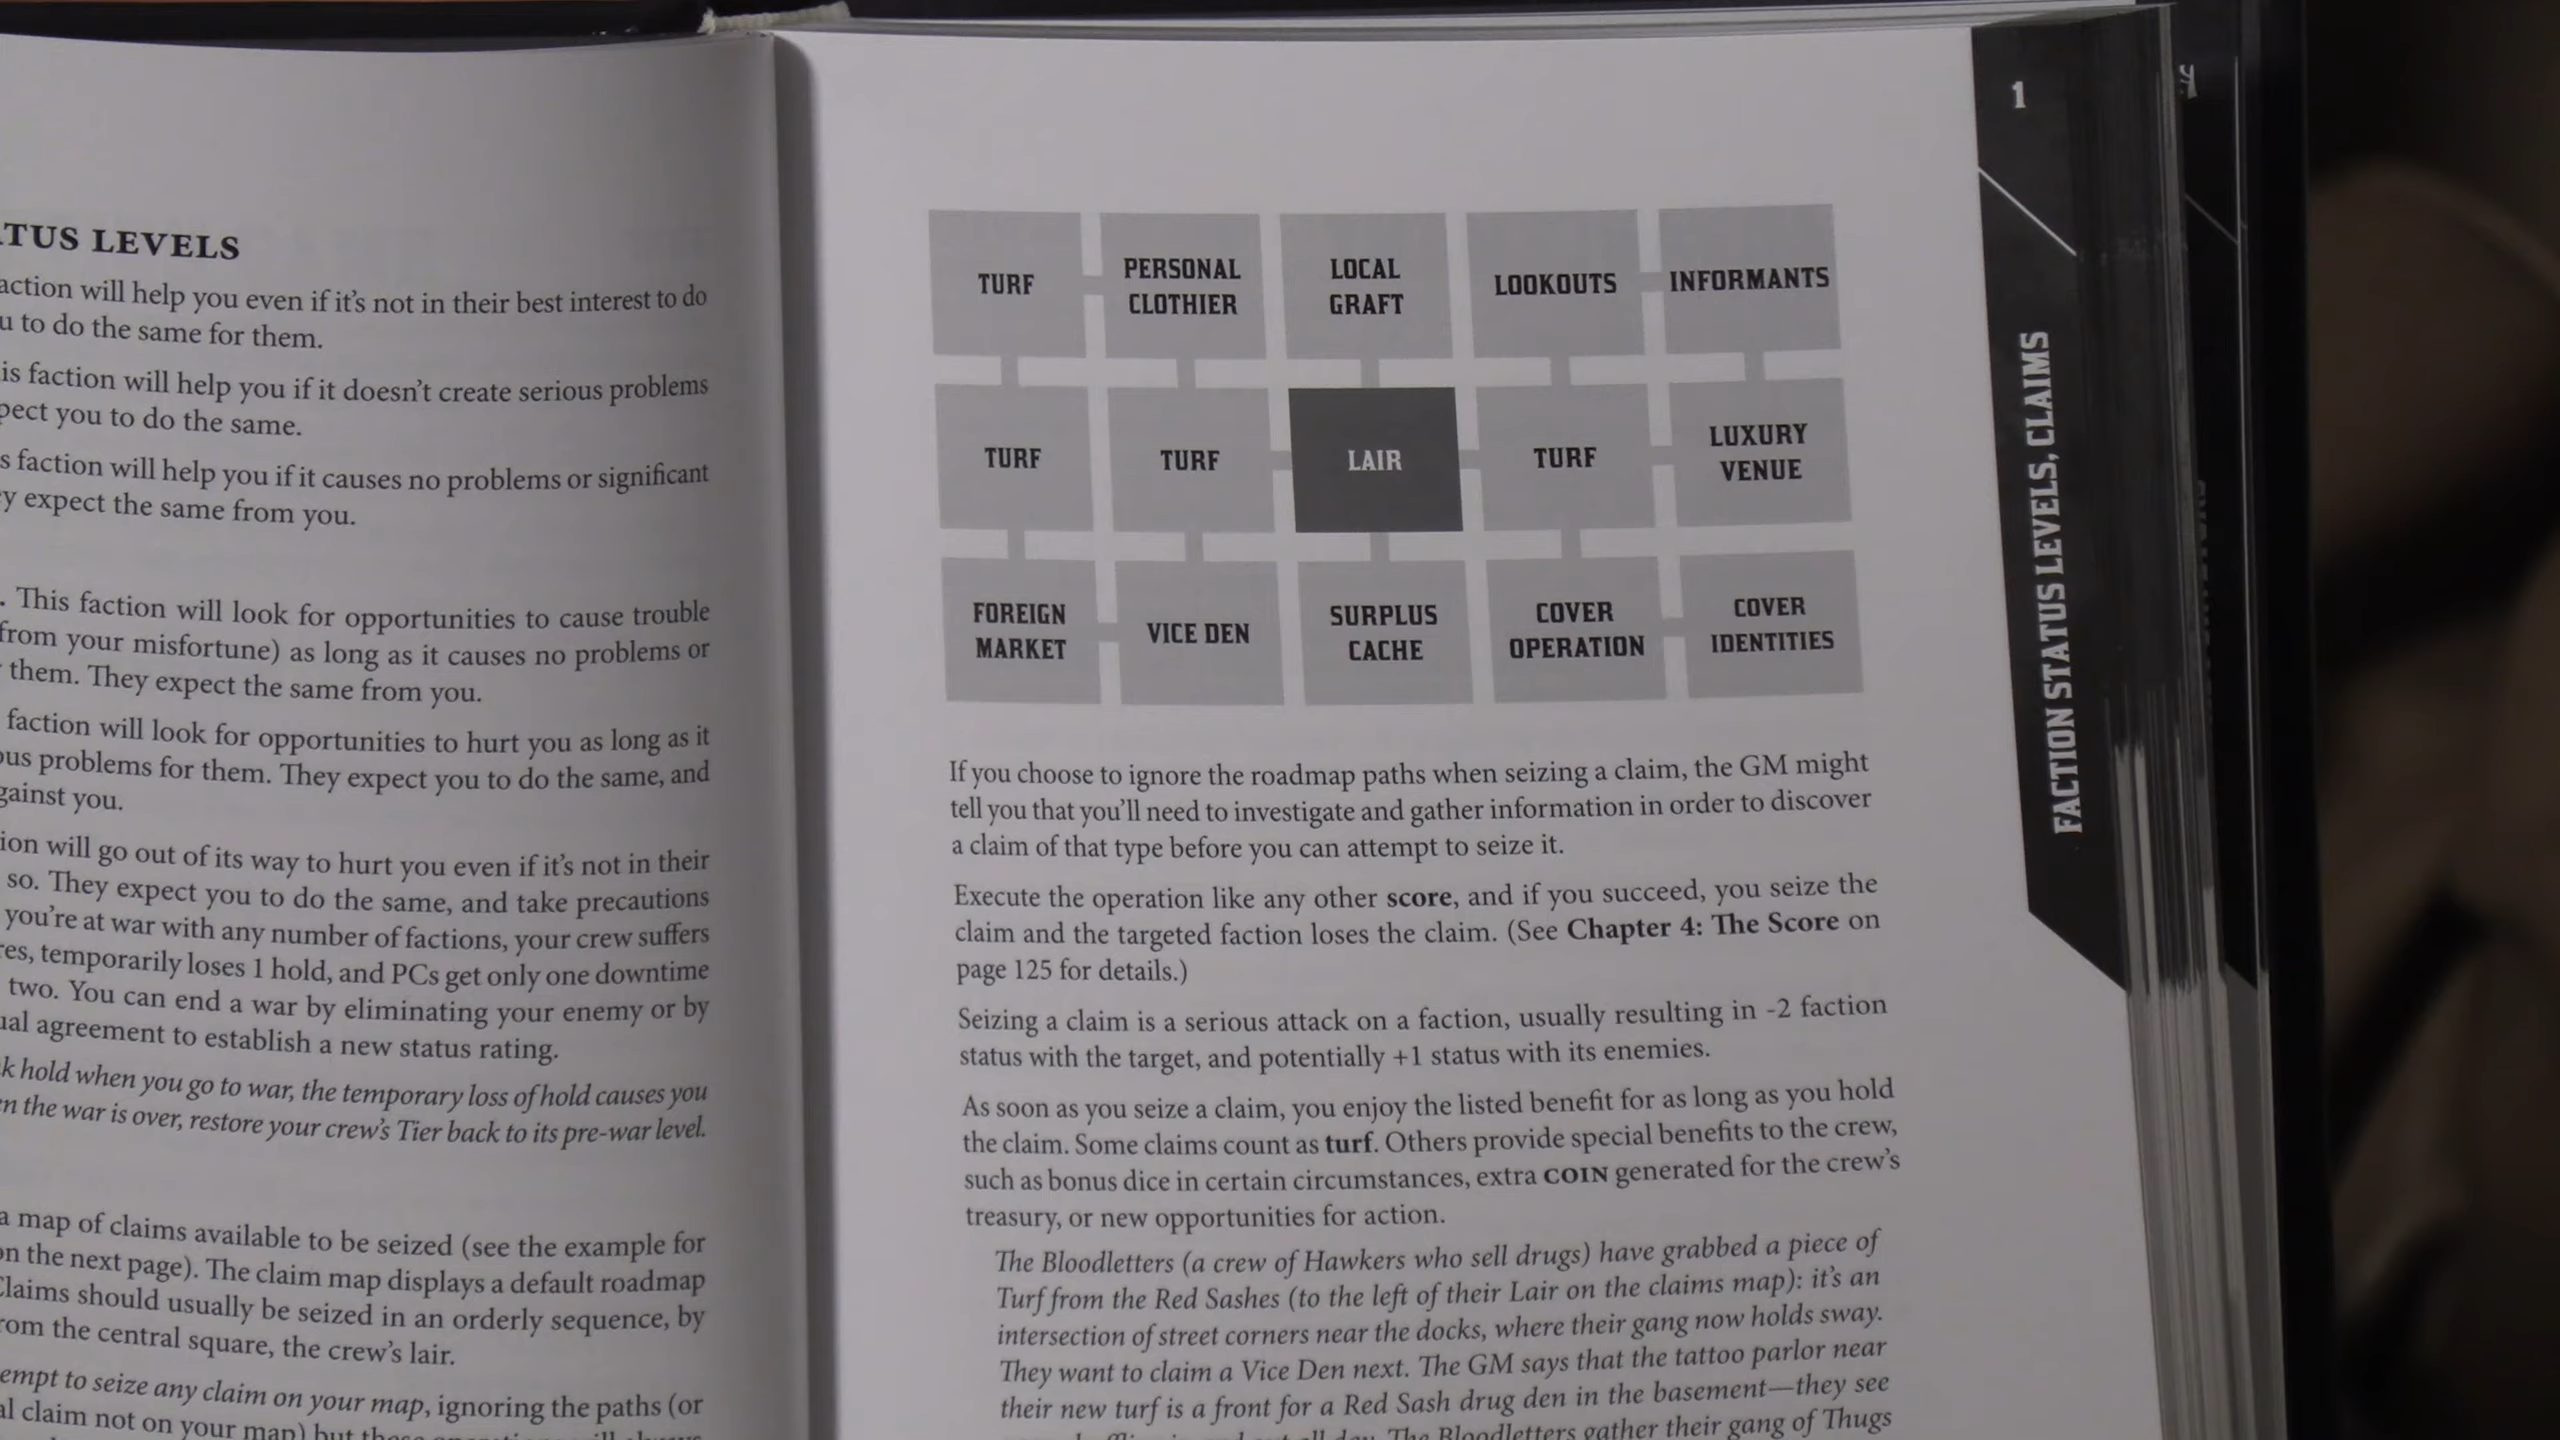 TUS LEVELS
action will help you even if it's not in their best interest to do
u to do the same for them.
is faction will help you if it doesn't create serious problems
pect you to do the same.
s faction will help you if it causes no problems or significant
y expect the same from you.
. This faction will look for opportunities to cause trouble
from your misfortune) as long as it causes no problems or
them. They expect the same from you.
faction will look for opportunities to hurt you as long as it
ous problems for them. They expect you to do the same, and
gainst you.
ion will go out of its way to hurt you even if it's not in their
so. They expect you to do the same, and take precautions
you're at war with any number of factions, your crew suffers
res, temporarily loses 1 hold, and PCs get only one downtime
two. You can end a war by eliminating your enemy or by
ual agreement to establish a new status rating.
k hold when you go to war, the temporary loss of hold causes you
en the war is over, restore your crew's Tier back to its pre-war level.
a map of claims available to be seized (see the example for
on the next page). The claim map displays a default roadmap
Claims should usually be seized in an orderly sequence, by
rom the central square, the crew's lair.
empt to seize any claim on your map, ignoring the paths (or
al claim not on your map) but
TURF
PERSONAL
CLOTHIER
LOCAL
GRAFT
LOOKOUTS
INFORMANTS
TURF
TURF
LAIR
TURF
LUXURY
VENUE
FOREIGN
MARKET
VICE DEN
SURPLUS
CACHE
COVER
OPERATION
COVER
IDENTITIES
If you choose to ignore the roadmap paths when seizing a claim, the GM might
tell you that you'll need to investigate and gather information in order to discover
a claim of that type before you can attempt to seize it.
Execute the operation like any other score, and if you succeed, you seize the
claim and the targeted faction loses the claim. (See Chapter 4: The Score on
page 125 for details.)
Seizing a claim is a serious attack on a faction, usually resulting in -2 faction
status with the target, and potentially +1 status with its enemies.
As soon as you seize a claim, you enjoy the listed benefit for as long as you hold
the claim. Some claims count as turf. Others provide special benefits to the crew,
such as bonus dice in certain circumstances, extra COIN generated for the crew's
treasury, or new opportunities for action.
The Bloodletters (a crew of Hawkers who sell drugs) have grabbed a piece of
Turf from the Red Sashes (to the left of their Lair on the claims map): it's an
intersection of street corners near the docks, where their gang now holds sway.
They want to claim a Vice Den next. The GM says that the tattoo parlor near
their new turf is a front for a Red Sash drug den in the basement—they see
all day. The Bloodletters gather their gang of Thugs
1
FACTION STATUS LEVELS, CLAIMS